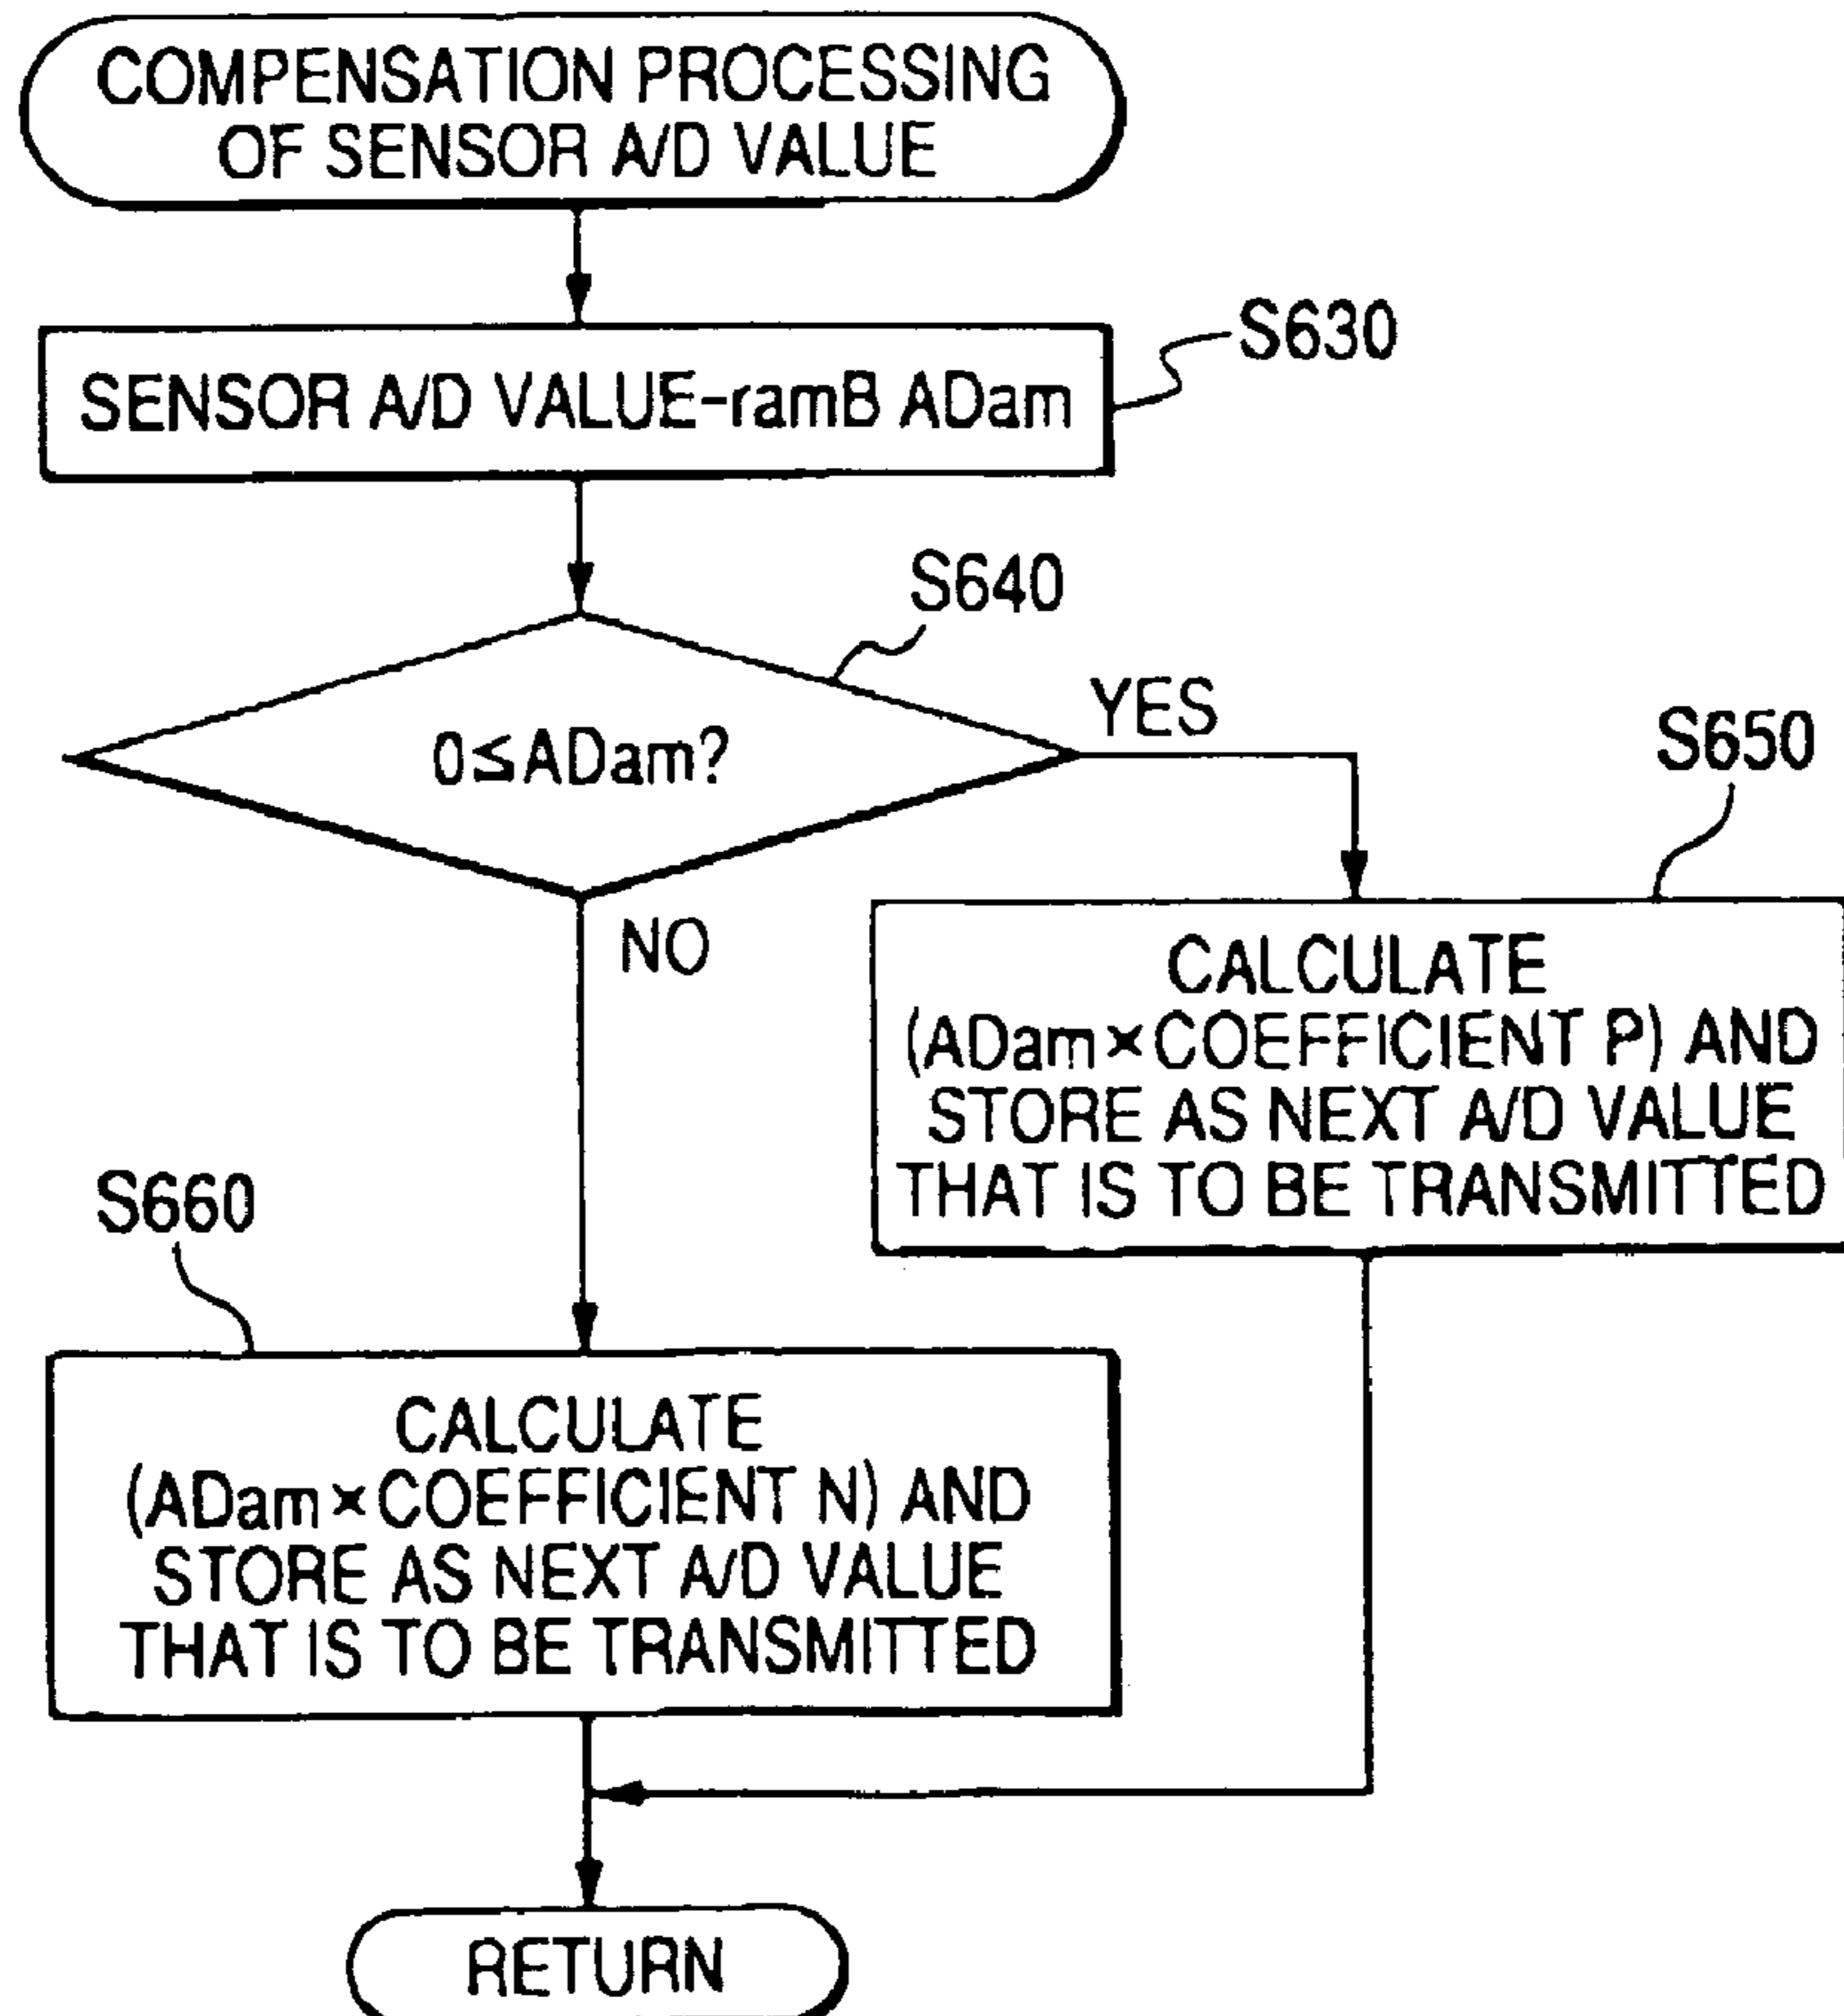 COMPENSATION PROCESSING
OF SENSOR A/D VALUE
SENSOR A/D VALUE-ramB ADam
S630
S640
0≤ADam?
YES
S650
NO
CALCULATE
(ADam×COEFFICIENT P) AND
STORE AS NEXT A/D VALUE
THAT IS TO BE TRANSMITTED
S660
CALCULATE
(ADam×COEFFICIENT N) AND
STORE AS NEXT A/D VALUE
THAT IS TO BE TRANSMITTED
RETURN